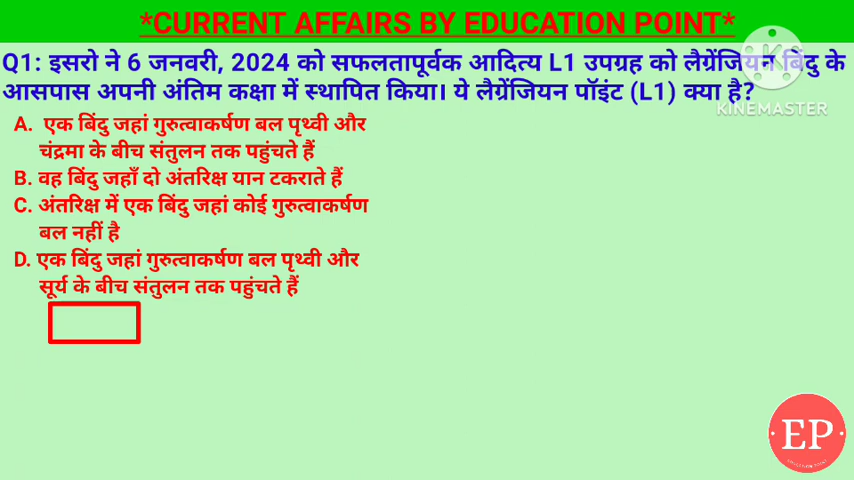 *CURRENT AFFAIRS BY EDUCATION POINT*
Q1: इसरो ने 6 जनवरी, 2024 को सफलतापूर्वक आदित्य L1 उपग्रह को लैग्रेंजियन बिंदु के
आसपास अपनी अंतिम कक्षा में स्थापित किया। ये लैग्रेंजियन पॉइंट (L1) क्या है?
KINEMASTER
A. एक बिंदु जहां गुरुत्वाकर्षण बल पृथ्वी और
चंद्रमा के बीच संतुलन तक पहुंचते हैं
B. वह बिंदु जहाँ दो अंतरिक्ष यान टकराते हैं
C. अंतरिक्ष में एक बिंदु जहां कोई गुरुत्वाकर्षण
बल नहीं है
D. एक बिंदु जहां गुरुत्वाकर्षण बल पृथ्वी और
सूर्य के बीच संतुलन तक पहुंचते हैं
EP
EDUCATION POINT